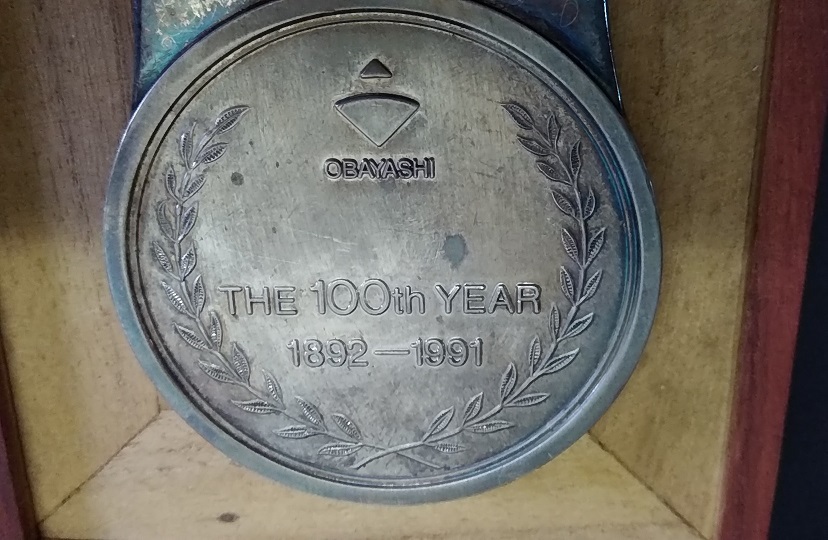 OBAYASHI
THE 100th YEAR
1892—1991